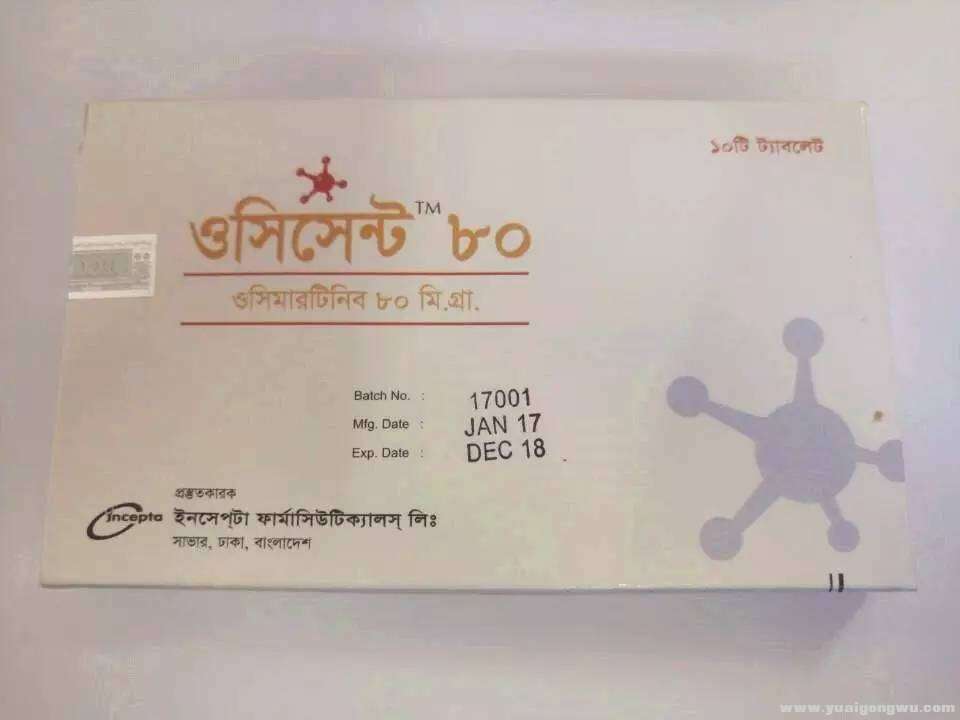 ১০টি ট্যাবলেট
ওসিসেন্ট™ ৮০
ওসিমারটিনিব ৮০ মি.গ্রা.
Batch No. : 17001
Mfg. Date : JAN 17
Exp. Date : DEC 18
প্রস্তুতকারক
incepta ইনসেপ্‌টা ফার্মাসিউটিক্যালস্ লিঃ
সাভার, ঢাকা, বাংলাদেশ
www.yuaigongwu.com